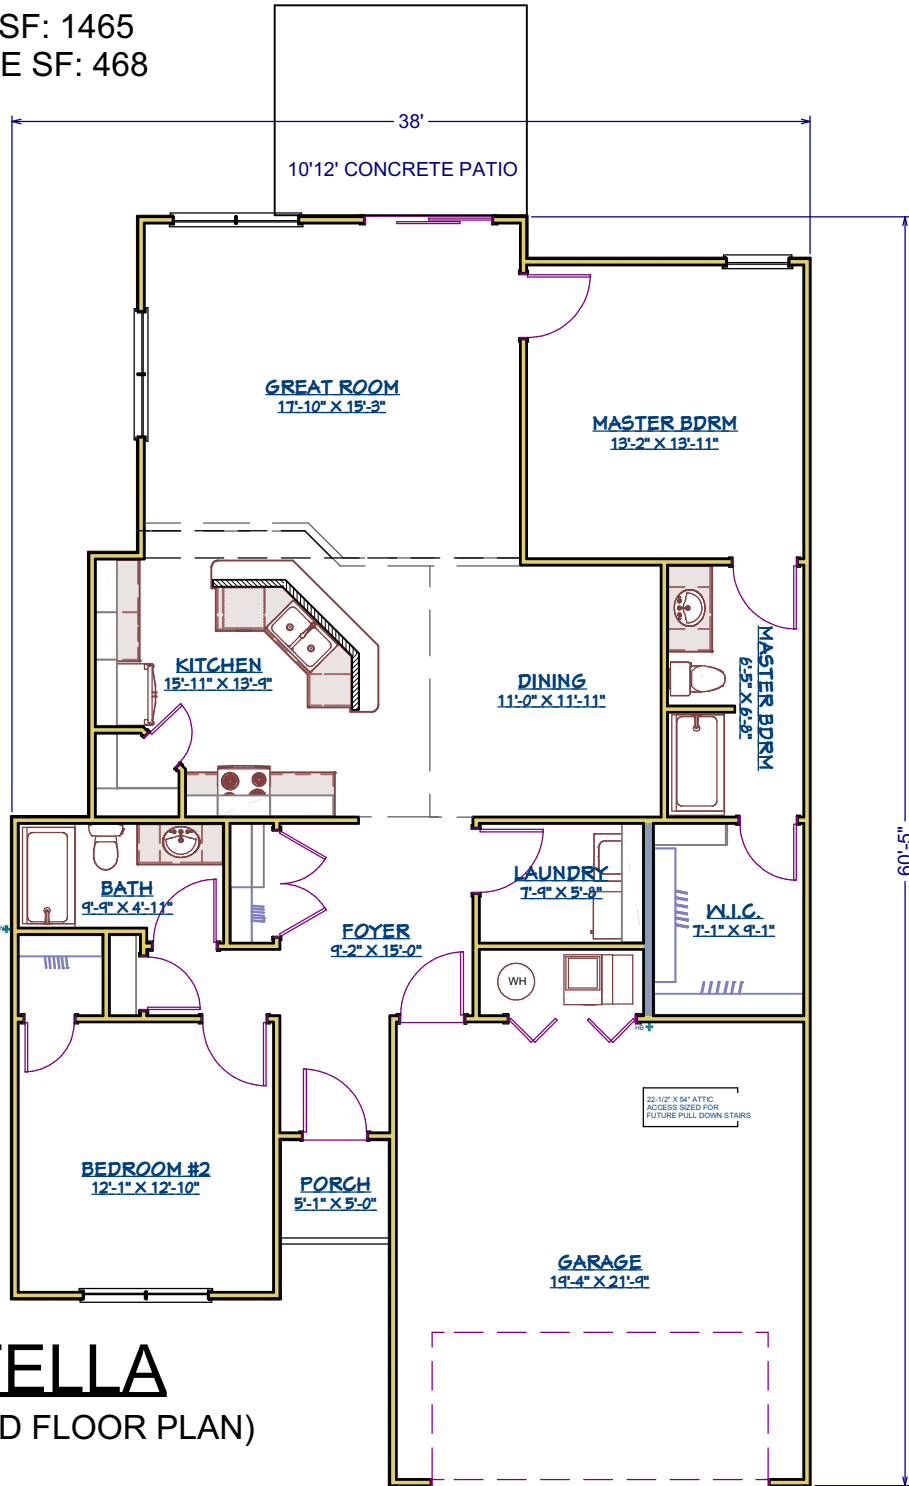 SF: 1465
E SF: 468
38'
10'12' CONCRETE PATIO
GREAT ROOM
17'-10" X 15'-3"
MASTER BDRM
13'-2" X 13'-11"
KITCHEN
15'-11" X 13'-9"
DINING
11'-0" X 11'-11"
MASTER BDRM
6'-5" X 6'-8"
60'-5"
BATH
9'-9" X 4'-11"
LAUNDRY
7'-9" X 5'-8"
FOYER
9'-2" X 15'-0"
W.I.C.
7'-1" X 9'-1"
WH
HB
22-1/2" X 54" ATTIC
ACCESS SIZED FOR
FUTURE PULL DOWN STAIRS
BEDROOM #2
12'-1" X 12'-10"
PORCH
5'-1" X 5'-0"
GARAGE
19'-4" X 21'-9"
ELLA
D FLOOR PLAN)